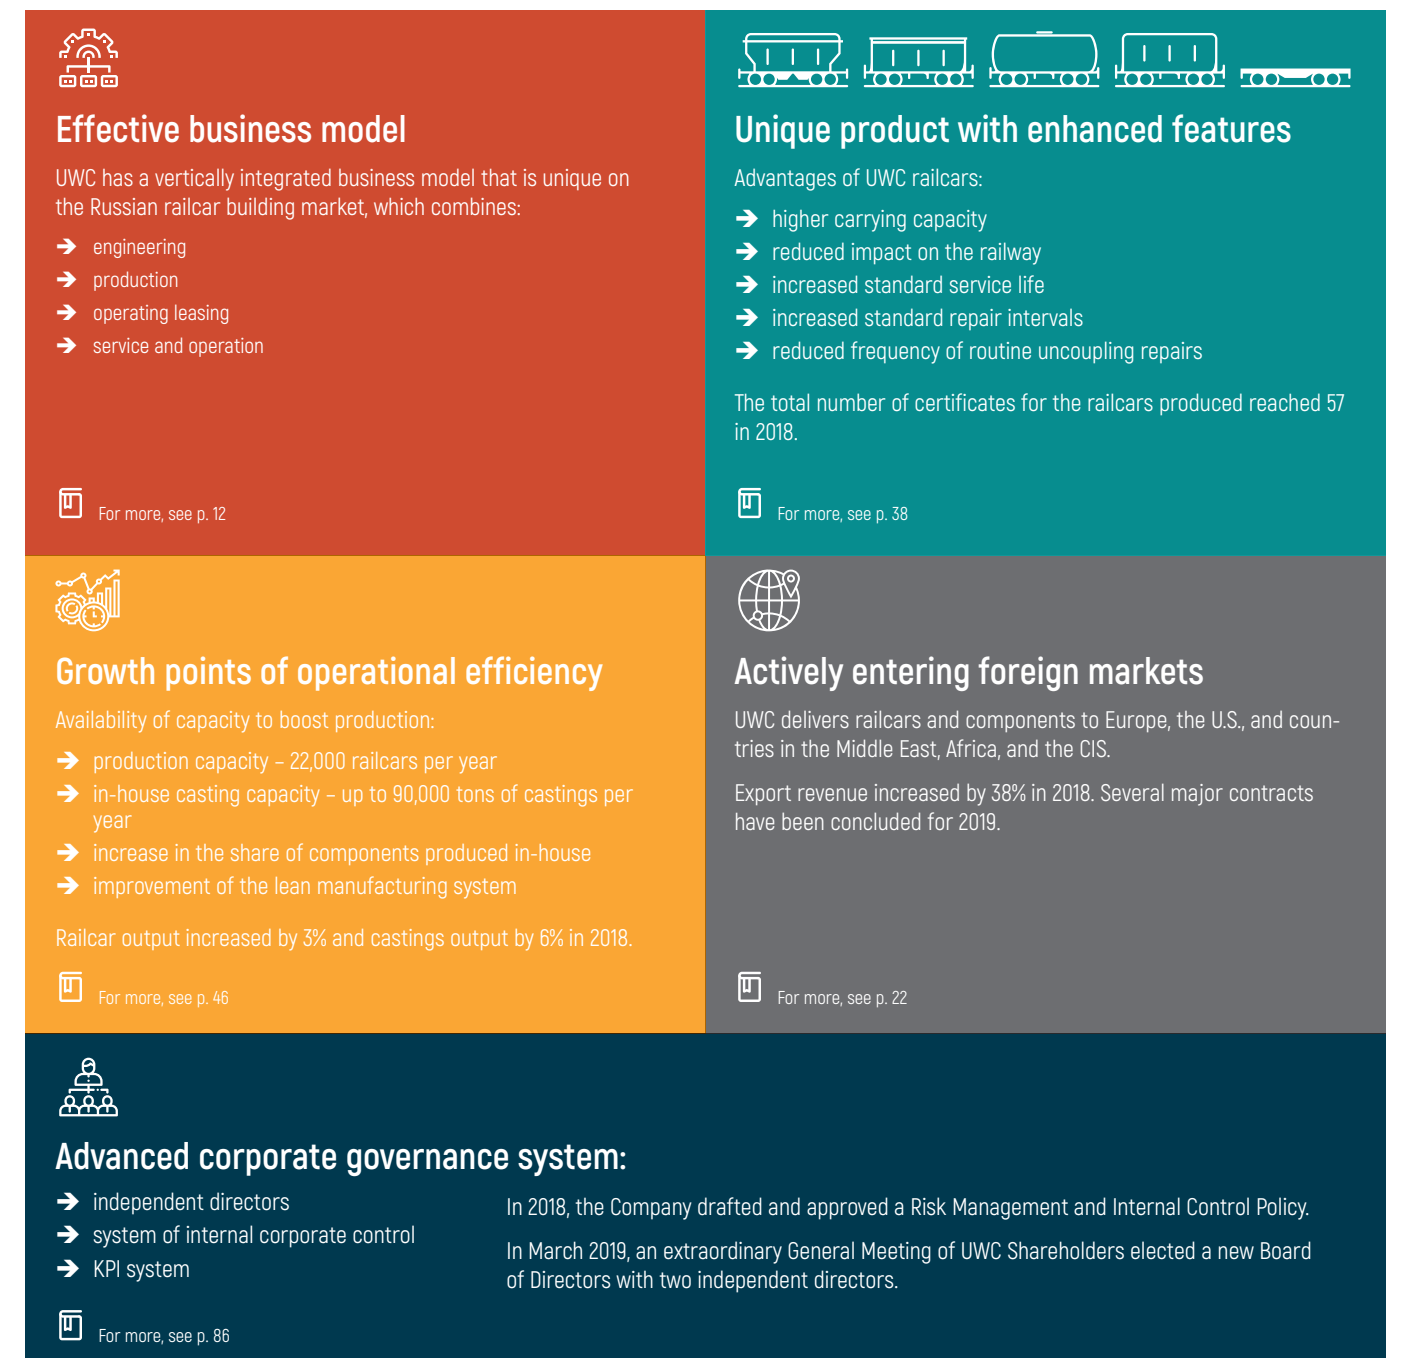 Effective business model
UWC has a vertically integrated business model that is unique on
the Russian railcar building market, which combines:
➔ engineering
➔ production
➔ operating leasing
➔ service and operation
For more, see p. 12
Unique product with enhanced features
Advantages of UWC railcars:
➔ higher carrying capacity
➔ reduced impact on the railway
➔ increased standard service life
➔ increased standard repair intervals
➔ reduced frequency of routine uncoupling repairs
The total number of certificates for the railcars produced reached 57
in 2018.
For more, see p. 38
Growth points of operational efficiency
Availability of capacity to boost production:
➔ production capacity – 22,000 railcars per year
➔ in-house casting capacity – up to 90,000 tons of castings per
year
➔ increase in the share of components produced in-house
➔ improvement of the lean manufacturing system
Railcar output increased by 3% and castings output by 6% in 2018.
For more, see p. 46
Actively entering foreign markets
UWC delivers railcars and components to Europe, the U.S., and coun-
tries in the Middle East, Africa, and the CIS.
Export revenue increased by 38% in 2018. Several major contracts
have been concluded for 2019.
For more, see p. 22
Advanced corporate governance system:
➔ independent directors
➔ system of internal corporate control
➔ KPI system
For more, see p. 86
In 2018, the Company drafted and approved a Risk Management and Internal Control Policy.
In March 2019, an extraordinary General Meeting of UWC Shareholders elected a new Board
of Directors with two independent directors.